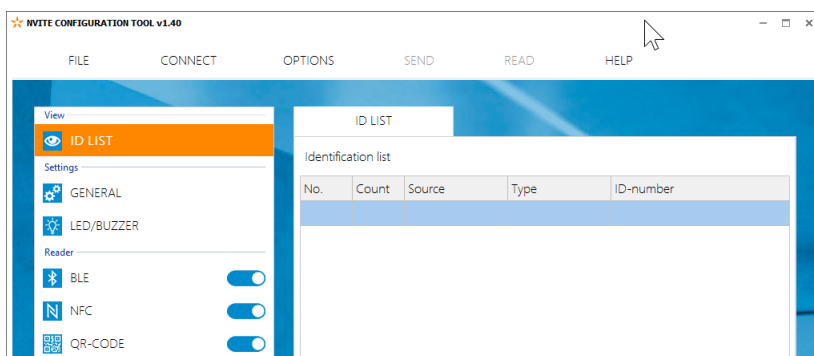 NVITE CONFIGURATION TOOL v1.40
FILE CONNECT OPTIONS SEND READ HELP
View
ID LIST
Settings
GENERAL
LED/BUZZER
Reader
BLE
NFC
QR-CODE
ID LIST
Identification list
No. Count Source Type ID-number